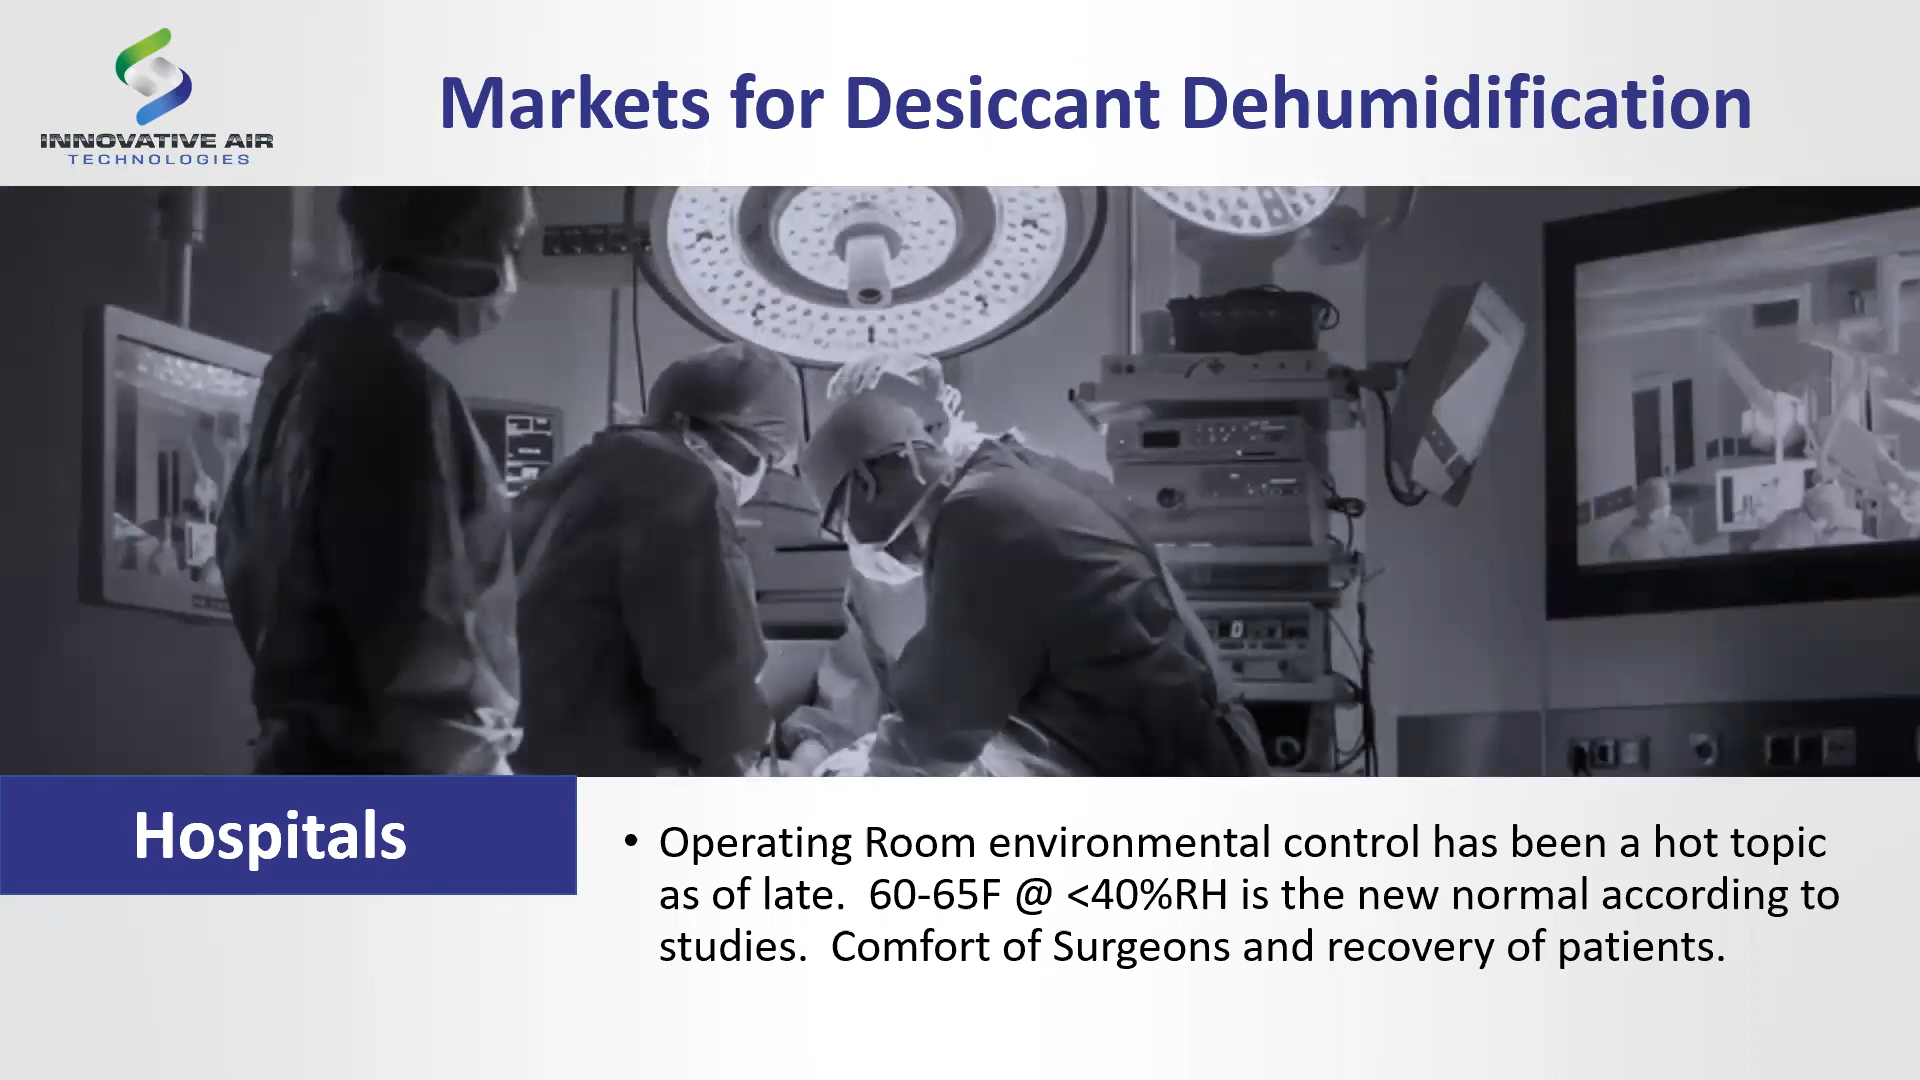 INNOVATIVE AIR
TECHNOLOGIES
Markets for Desiccant Dehumidification
Hospitals
• Operating Room environmental control has been a hot topic
as of late.  60-65F @ <40%RH is the new normal according to
studies.  Comfort of Surgeons and recovery of patients.